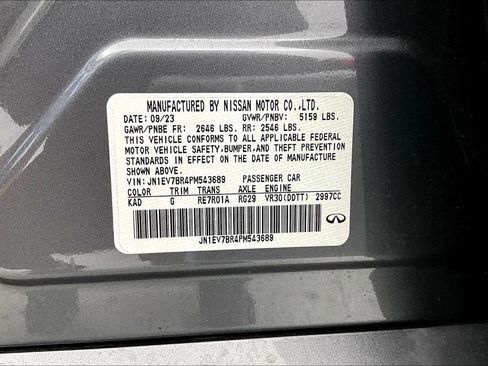 MANUFACTURED BY NISSAN MOTOR CO.,LTD.
DATE: 09/23 GVWR/PNBV: 5159 LBS.
GAWR/PNBE FR: 2646 LBS. RR: 2546 LBS.
THIS VEHICLE CONFORMS TO ALL APPLICABLE FEDERAL
MOTOR VEHICLE SAFETY, BUMPER, AND THEFT PREVENTION
STANDARDS IN EFFECT ON THE DATE OF MANUFACTURE
SHOWN ABOVE.
VIN: JN1EV7BR4PM543689 PASSENGER CAR
COLOR TRIM TRANS AXLE ENGINE
KAD G RE7R01A RG29 VR30(DDTT) 2997CC
JN1EV7BR4PM543689
INFINITI